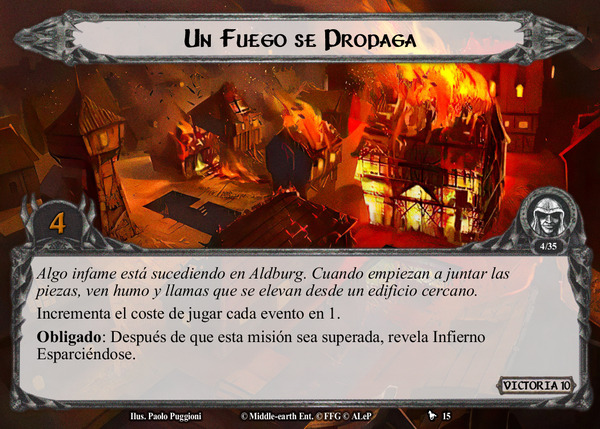 Un Fuego se Propaga
4
4/35
Algo infame está sucediendo en Aldburg. Cuando empiezan a juntar las
piezas, ven humo y llamas que se elevan desde un edificio cercano.
Incrementa el coste de jugar cada evento en 1.
Obligado: Después de que esta misión sea superada, revela Infierno
Esparciéndose.
VICTORIA 10
Ilus. Paolo Puggioni © Middle-earth Ent. © FFG © ALeP 15